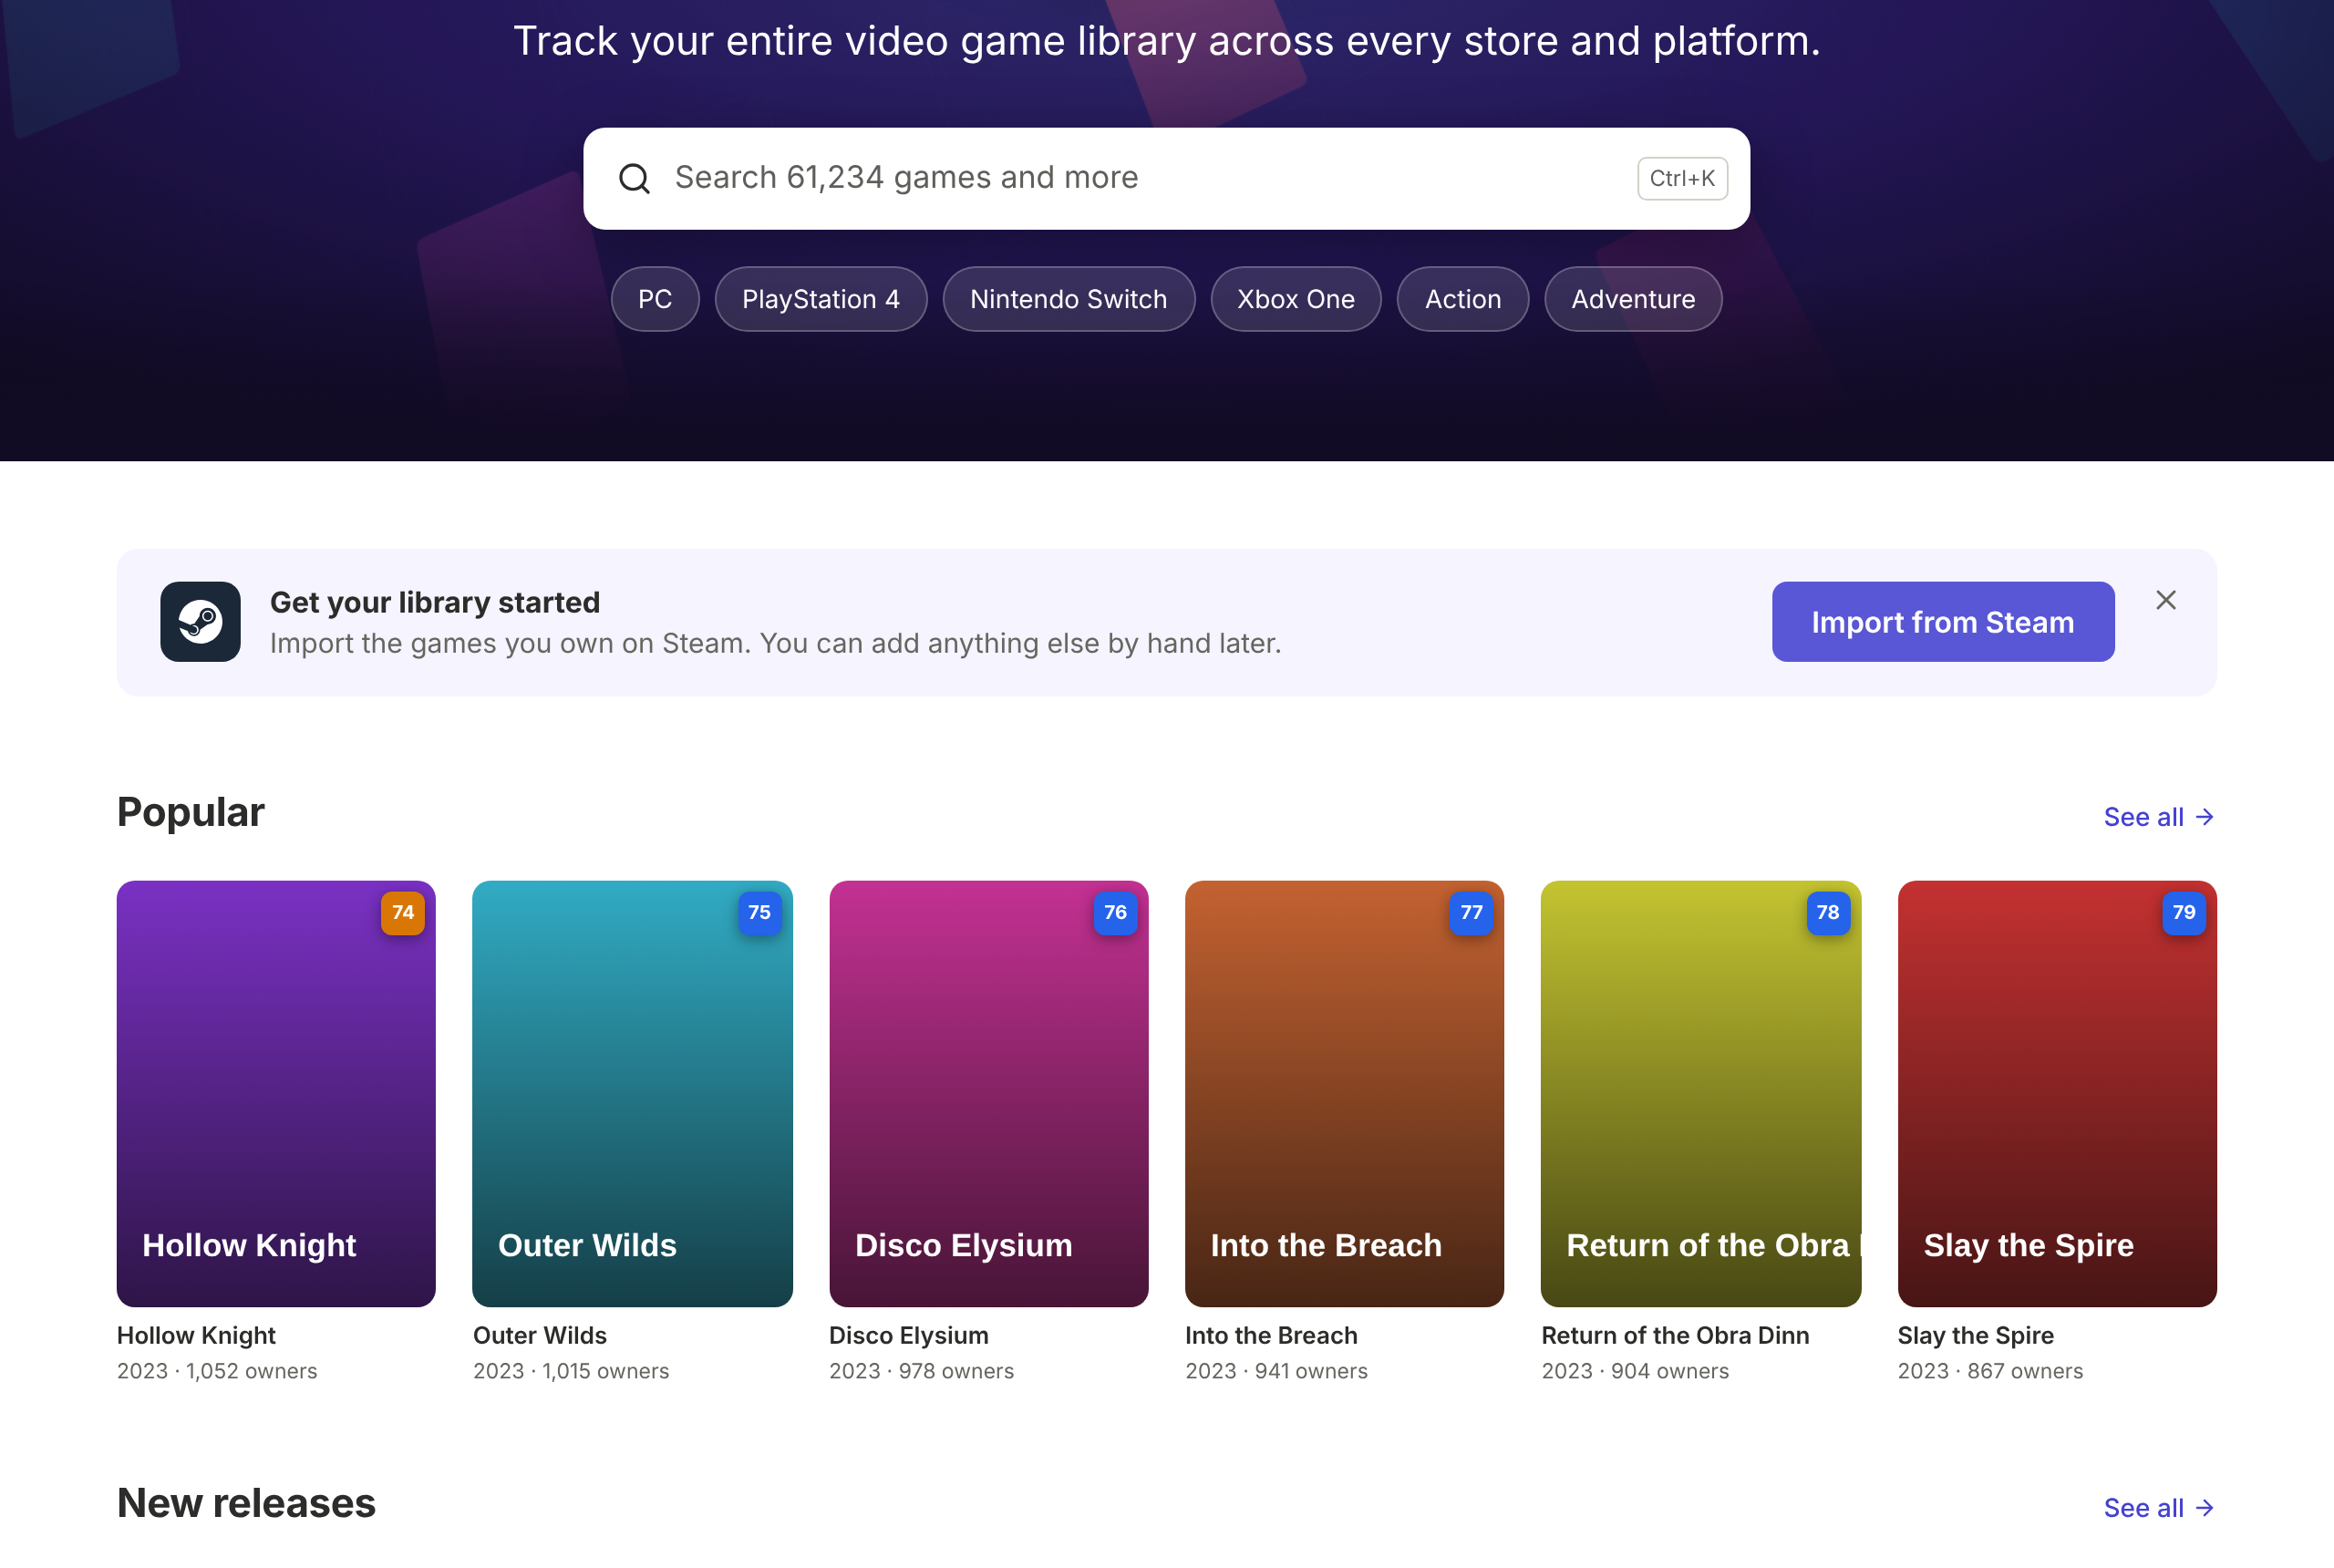 Track your entire video game library across every store and platform.
Search 61,234 games and more
Ctrl+K
PC
PlayStation 4
Nintendo Switch
Xbox One
Action
Adventure
Get your library started
Import the games you own on Steam. You can add anything else by hand later.
Import from Steam
Popular
See all →
74
75
76
77
78
79
Hollow Knight
Outer Wilds
Disco Elysium
Into the Breach
Return of the Obra
Slay the Spire
Hollow Knight
2023 · 1,052 owners
Outer Wilds
2023 · 1,015 owners
Disco Elysium
2023 · 978 owners
Into the Breach
2023 · 941 owners
Return of the Obra Dinn
2023 · 904 owners
Slay the Spire
2023 · 867 owners
New releases
See all →